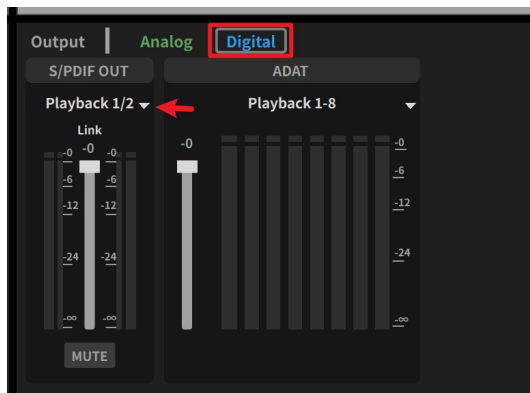 Output Analog Digital
S/PDIF OUT ADAT
Playback 1/2 Playback 1-8
Link
-0 -0 -0 -0 -0
-6 -6 -6
-12 -12 -12
-24 -24 -24
-∞ -∞ -∞
MUTE